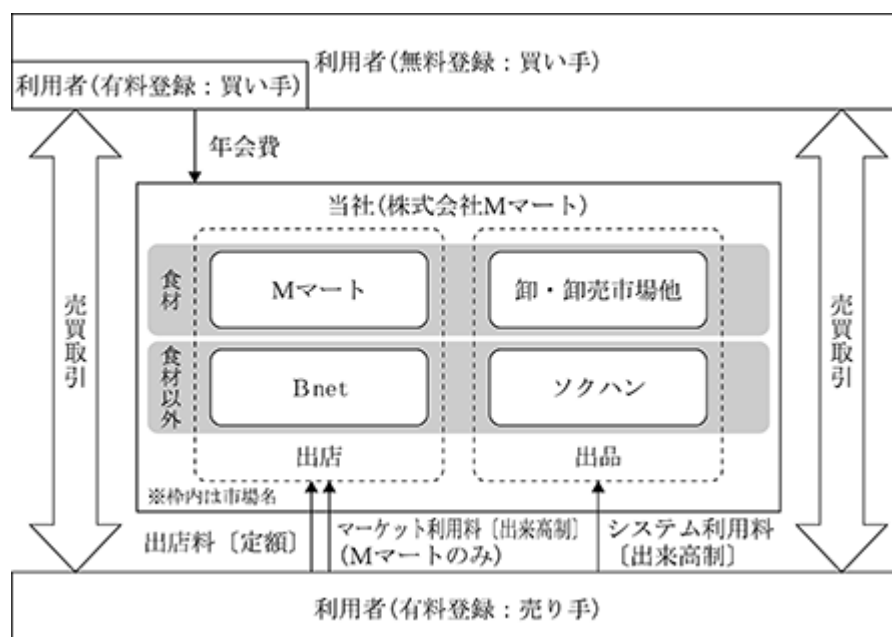 利用者(無料登録：買い手)
利用者(有料登録：買い手)
年会費
当社(株式会社Mマート)
売買取引
売買取引
食材
Mマート
卸・卸売市場他
食材以外
Bnet
ソクハン
出店
出品
※枠内は市場名
出店料〔定額〕
マーケット利用料〔出来高制〕
(Mマートのみ)
システム利用料
〔出来高制〕
利用者(有料登録：売り手)